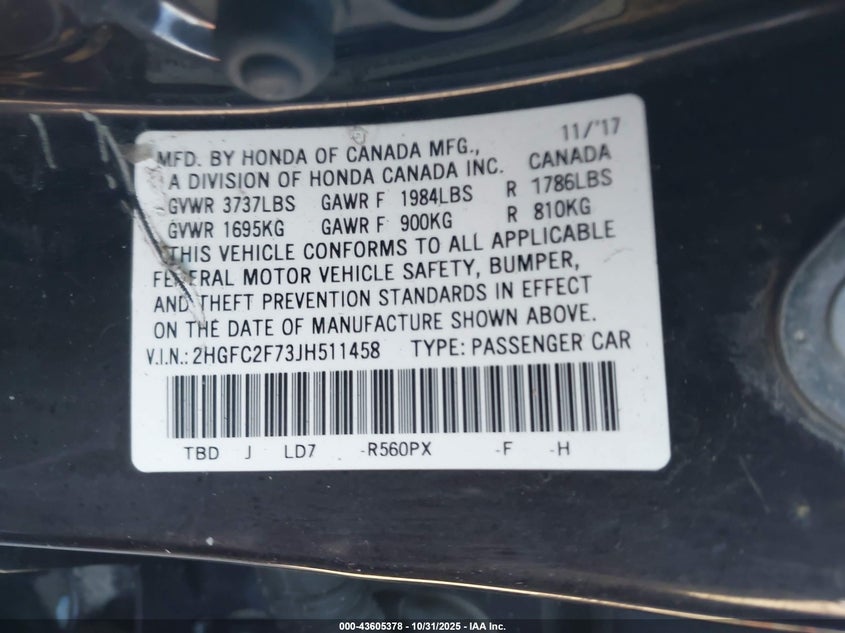 11/'17
MFD. BY HONDA OF CANADA MFG., CANADA
A DIVISION OF HONDA CANADA INC.
GVWR 3737LBS GAWR F 1984LBS R 1786LBS
GVWR 1695KG GAWR F 900KG R 810KG
THIS VEHICLE CONFORMS TO ALL APPLICABLE
FEDERAL MOTOR VEHICLE SAFETY, BUMPER,
AND THEFT PREVENTION STANDARDS IN EFFECT
ON THE DATE OF MANUFACTURE SHOWN ABOVE.
V.I.N.: 2HGFC2F73JH511458 TYPE: PASSENGER CAR
TBD J LD7 -R560PX -F -H
000-43605378 - 10/31/2025 - IAA Inc.